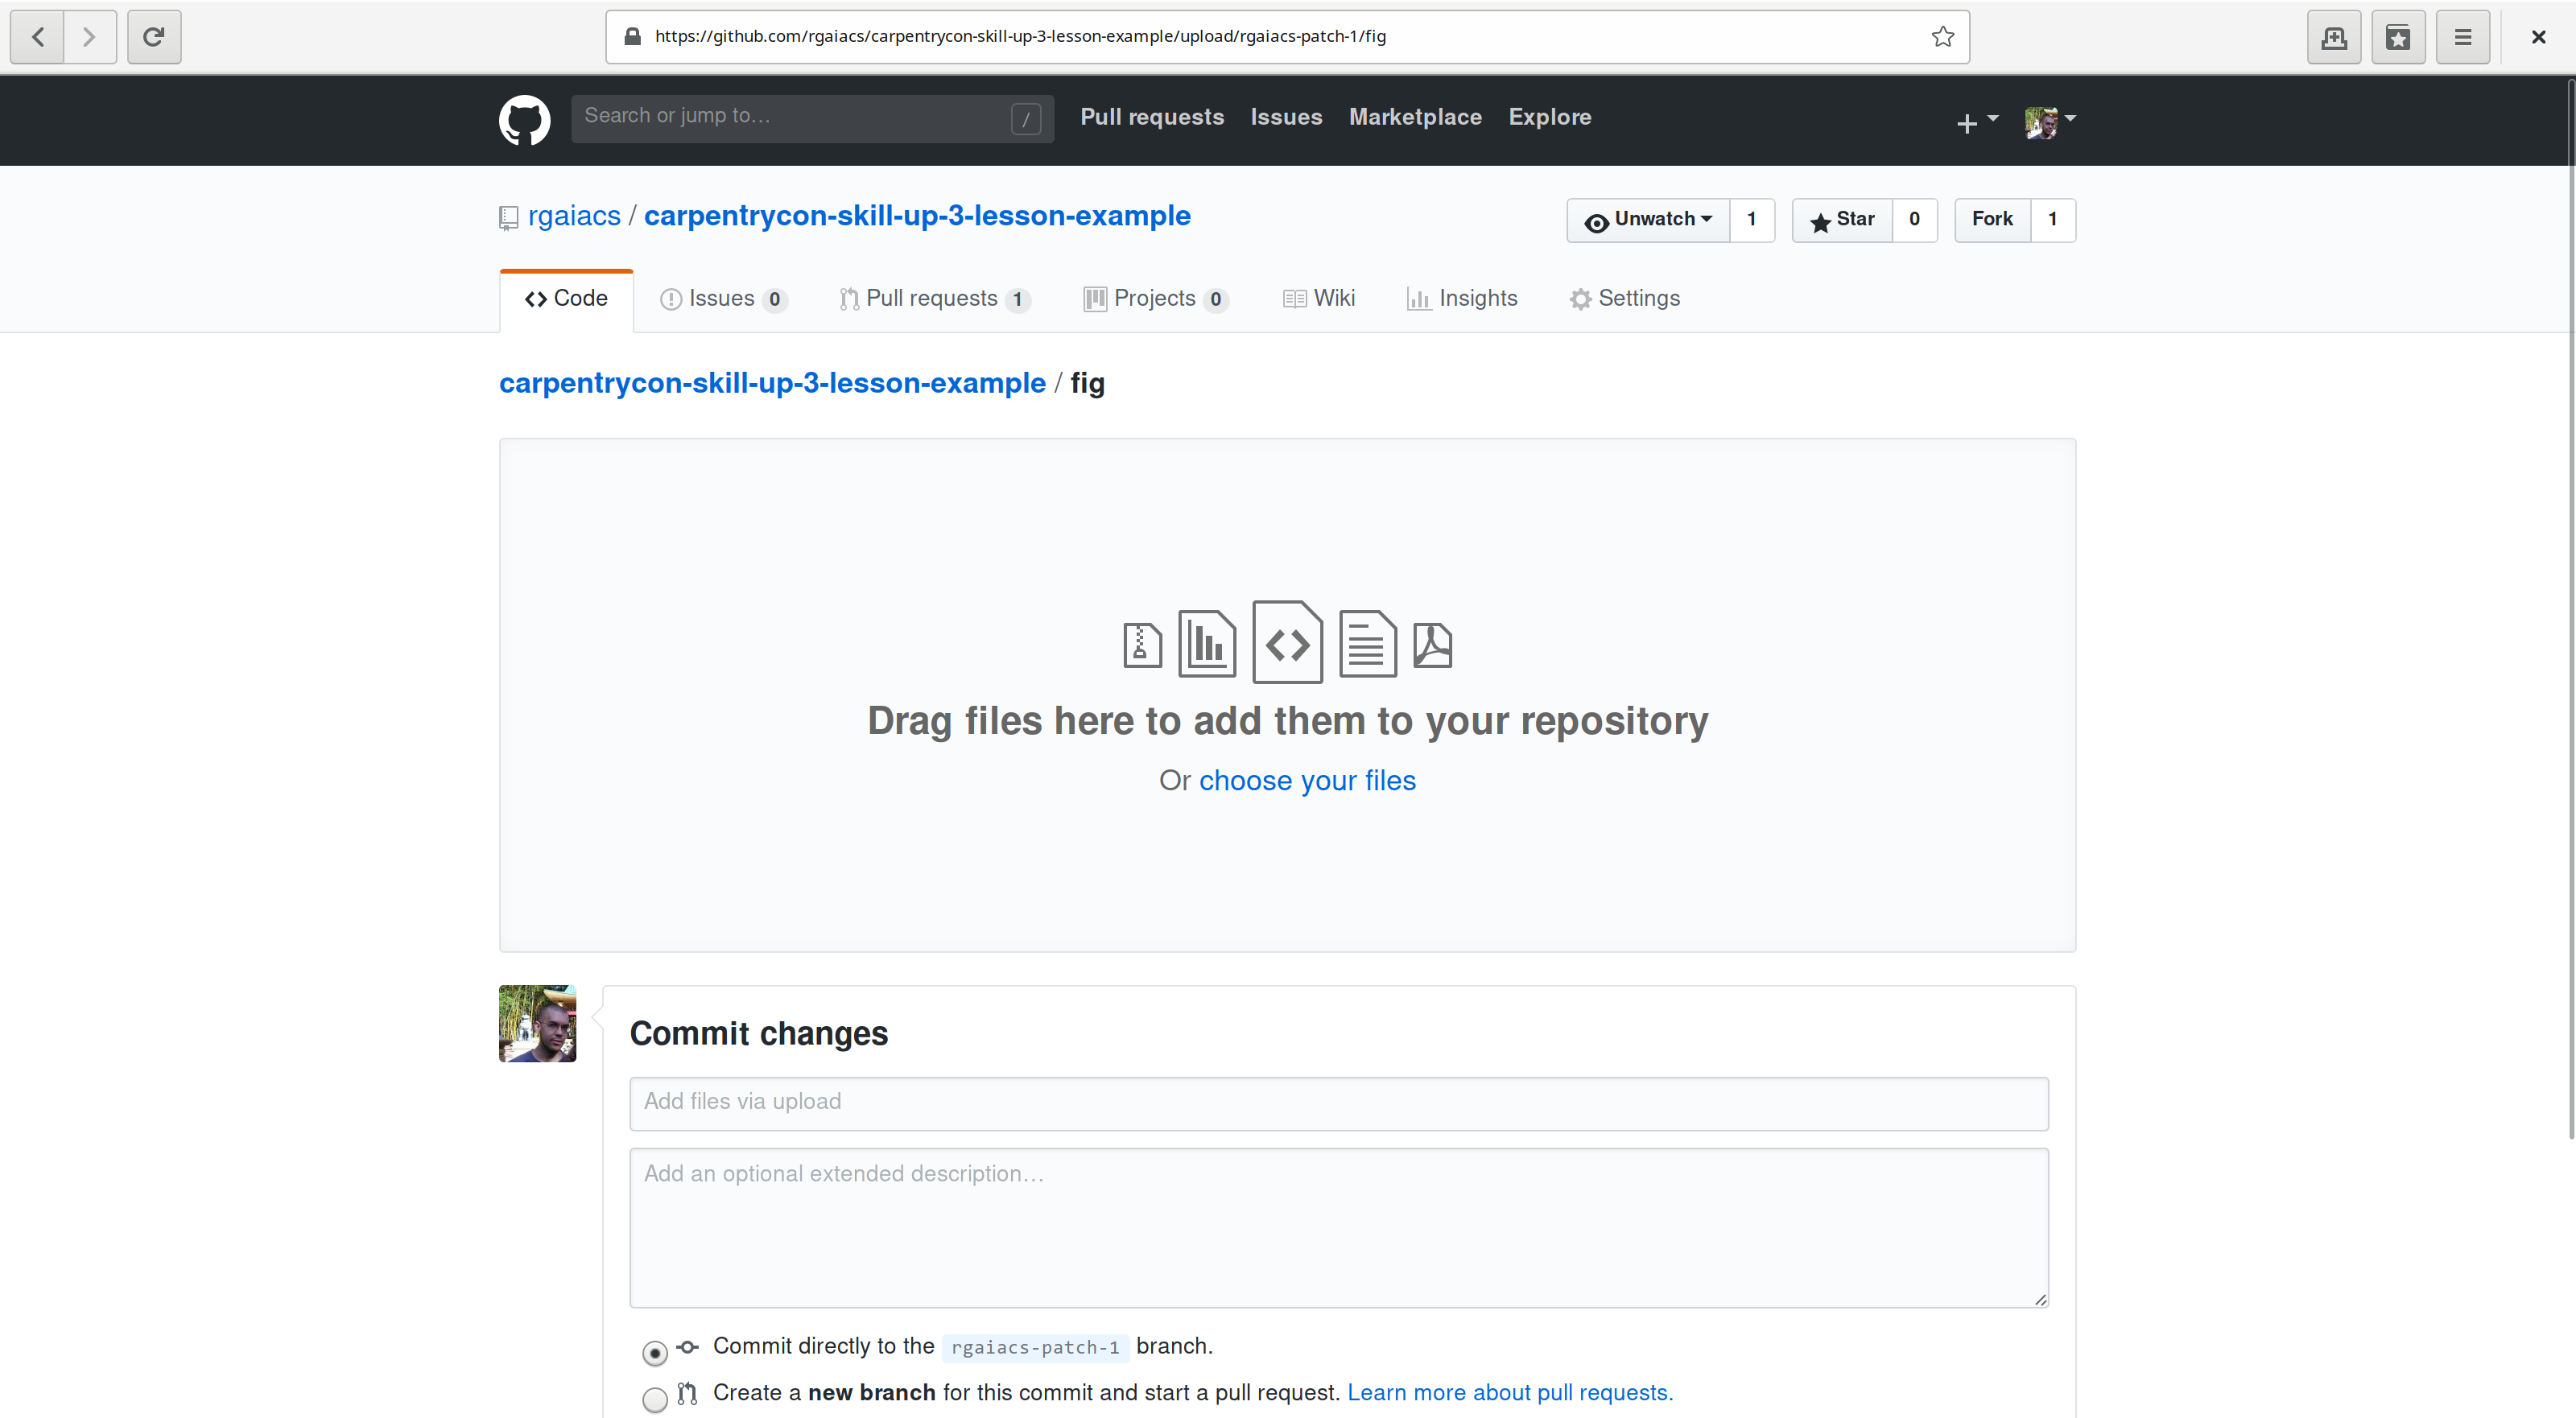 https://github.com/rgaiacs/carpentrycon-skill-up-3-lesson-example/upload/rgaiacs-patch-1/fig
Search or jump to… / Pull requests Issues Marketplace Explore
rgaiacs / carpentrycon-skill-up-3-lesson-example Unwatch 1 Star 0 Fork 1
Code Issues 0 Pull requests 1 Projects 0 Wiki Insights Settings
carpentrycon-skill-up-3-lesson-example / fig
Drag files here to add them to your repository
Or choose your files
Commit changes
Add files via upload
Add an optional extended description…
Commit directly to the rgaiacs-patch-1 branch.
Create a new branch for this commit and start a pull request. Learn more about pull requests.